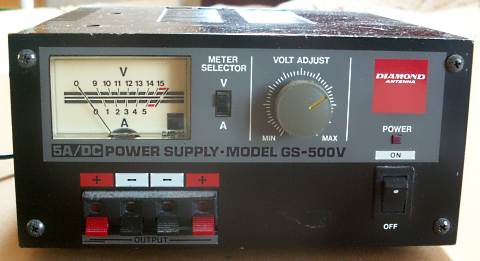 V
0 9 10 11 12 13 14 15
0 1 2 3 4 5
A
METER
SELECTOR
V
A
VOLT ADJUST
MIN MAX
DIAMOND
ANTENNA
POWER
ON
OFF
5A/DC POWER SUPPLY·MODEL GS-500V
+ − − +
OUTPUT